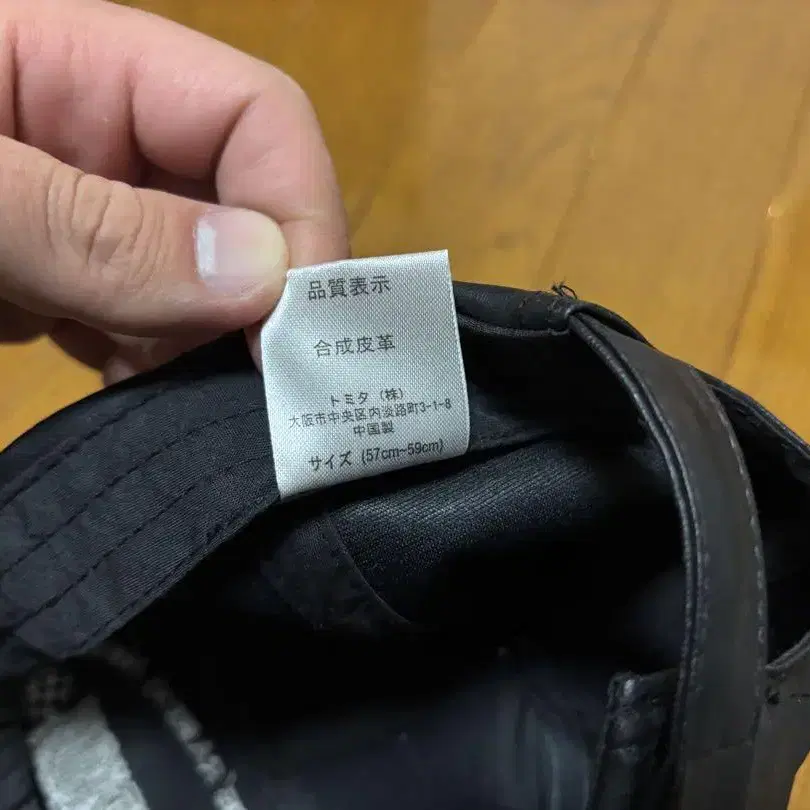 品質表示
合成皮革
トミタ（株）
大阪市中央区内淡路町3-1-8
中国製
サイズ (57cm~59cm)